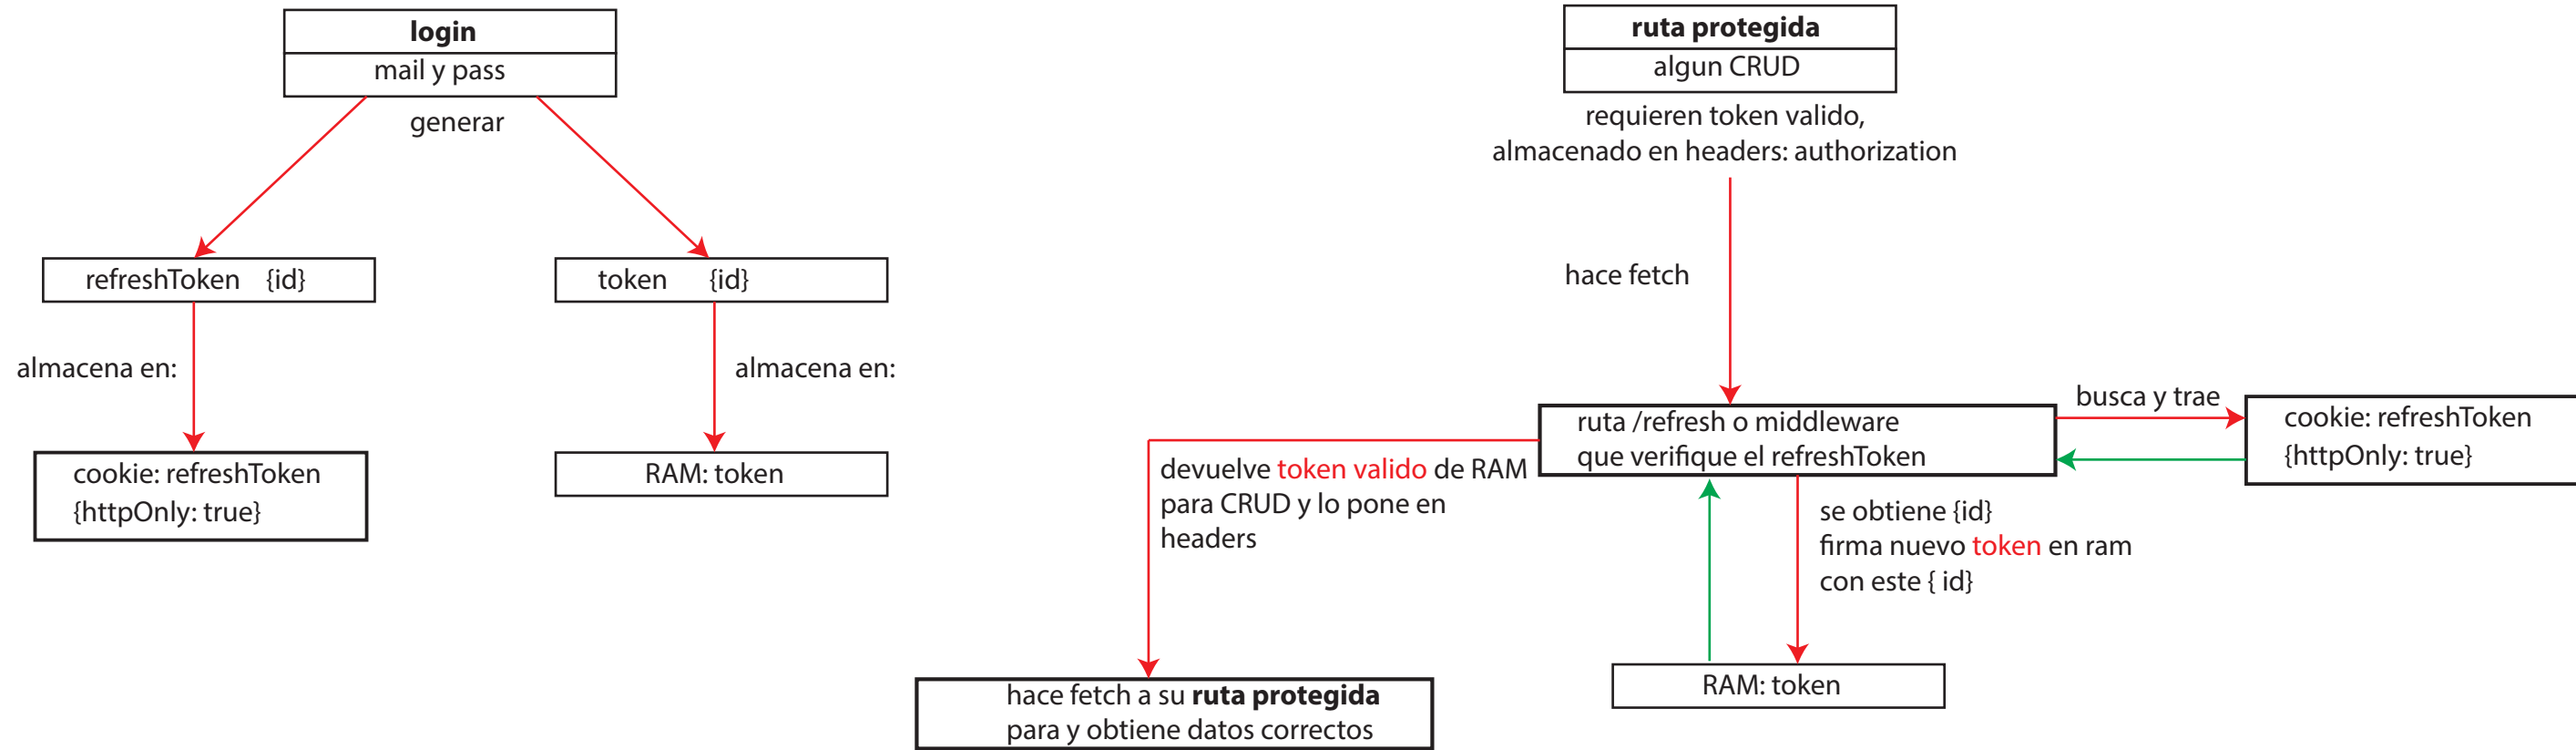 login
mail y pass
generar
refreshToken {id}
token {id}
almacena en:
almacena en:
cookie: refreshToken
{httpOnly: true}
RAM: token
ruta protegida
algun CRUD
requieren token valido,
almacenado en headers: authorization
hace fetch
ruta /refresh o middleware
que verifique el refreshToken
busca y trae
cookie: refreshToken
{httpOnly: true}
devuelve token valido de RAM
para CRUD y lo pone en
headers
se obtiene {id}
firma nuevo token en ram
con este { id}
RAM: token
hace fetch a su ruta protegida
para y obtiene datos correctos